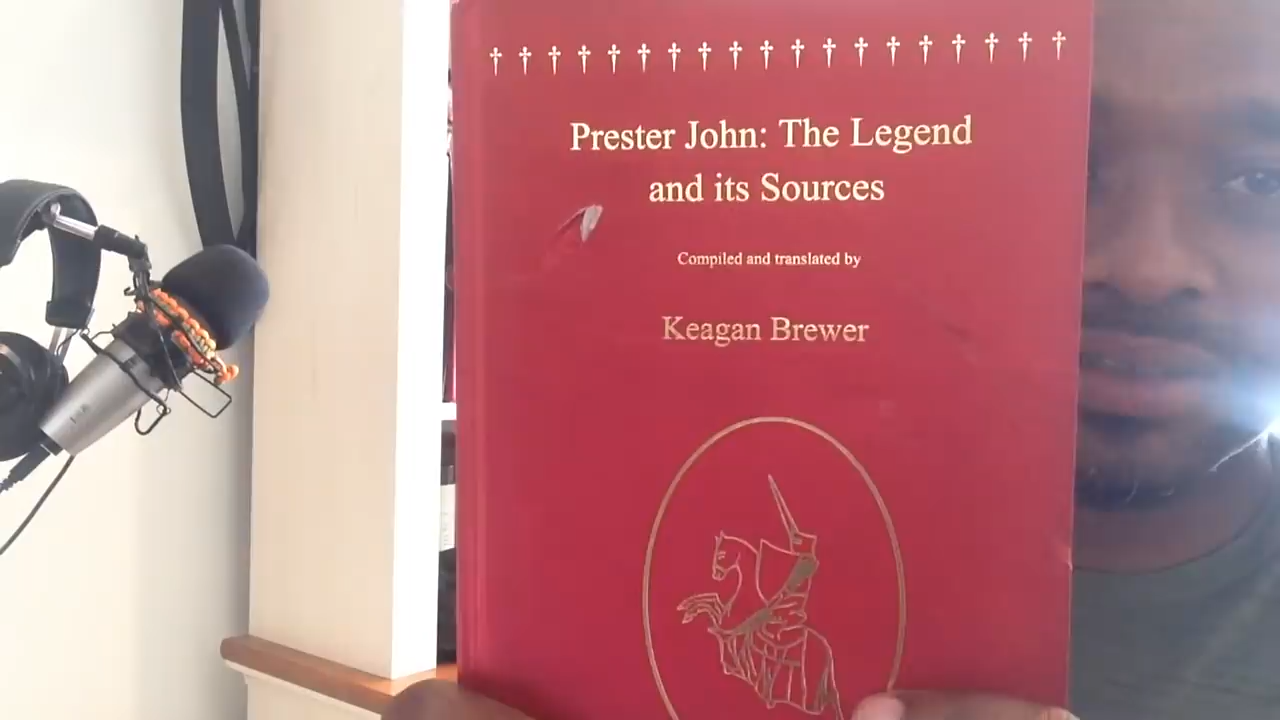 Prester John: The Legend
and its Sources
Compiled and translated by
Keagan Brewer